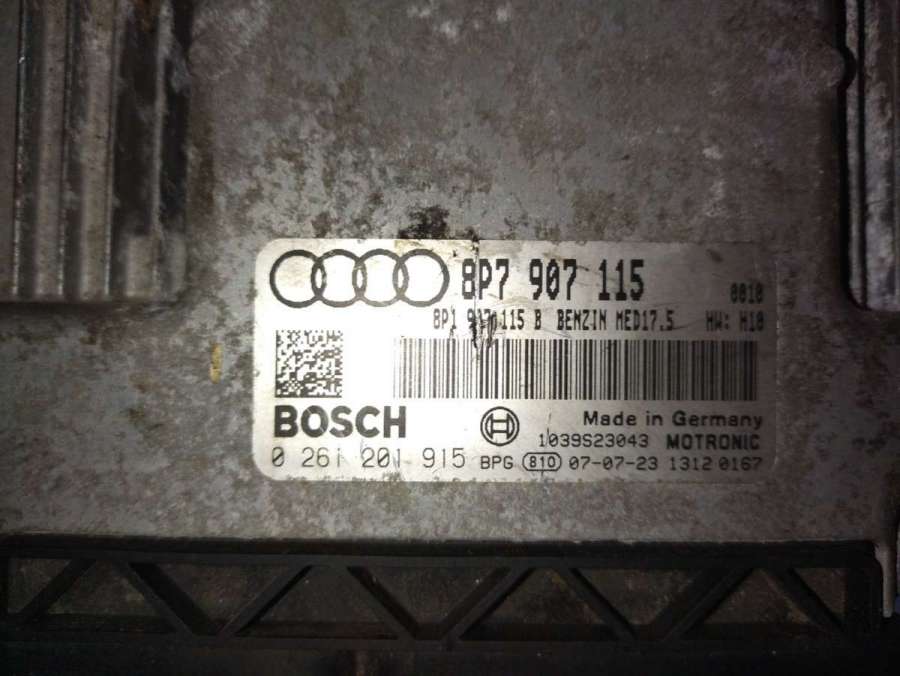 8P7 907 115 0010
8P1 907 115 B BENZIN MED17.5 HW: H10
BOSCH
Made in Germany
1039S23043 MOTRONIC
0 261 201 915 BPG 810 07-07-23 1312 0167